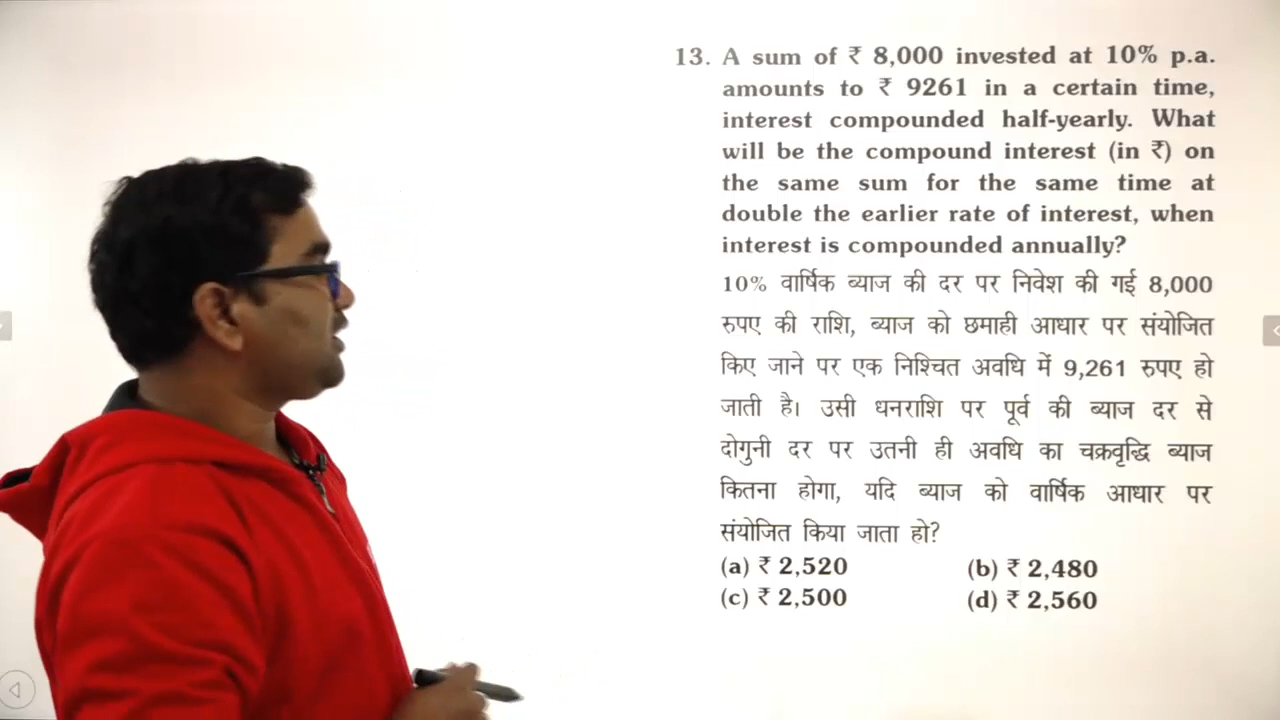 13. A sum of ₹ 8,000 invested at 10% p.a.
amounts to ₹ 9261 in a certain time,
interest compounded half-yearly. What
will be the compound interest (in ₹) on
the same sum for the same time at
double the earlier rate of interest, when
interest is compounded annually?
10% वार्षिक ब्याज की दर पर निवेश की गई 8,000
रुपए की राशि, ब्याज को छमाही आधार पर संयोजित
किए जाने पर एक निश्चित अवधि में 9,261 रुपए हो
जाती है। उसी धनराशि पर पूर्व की ब्याज दर से
दोगुनी दर पर उतनी ही अवधि का चक्रवृद्धि ब्याज
कितना होगा, यदि ब्याज को वार्षिक आधार पर
संयोजित किया जाता हो?
(a) ₹ 2,520 (b) ₹ 2,480
(c) ₹ 2,500 (d) ₹ 2,560